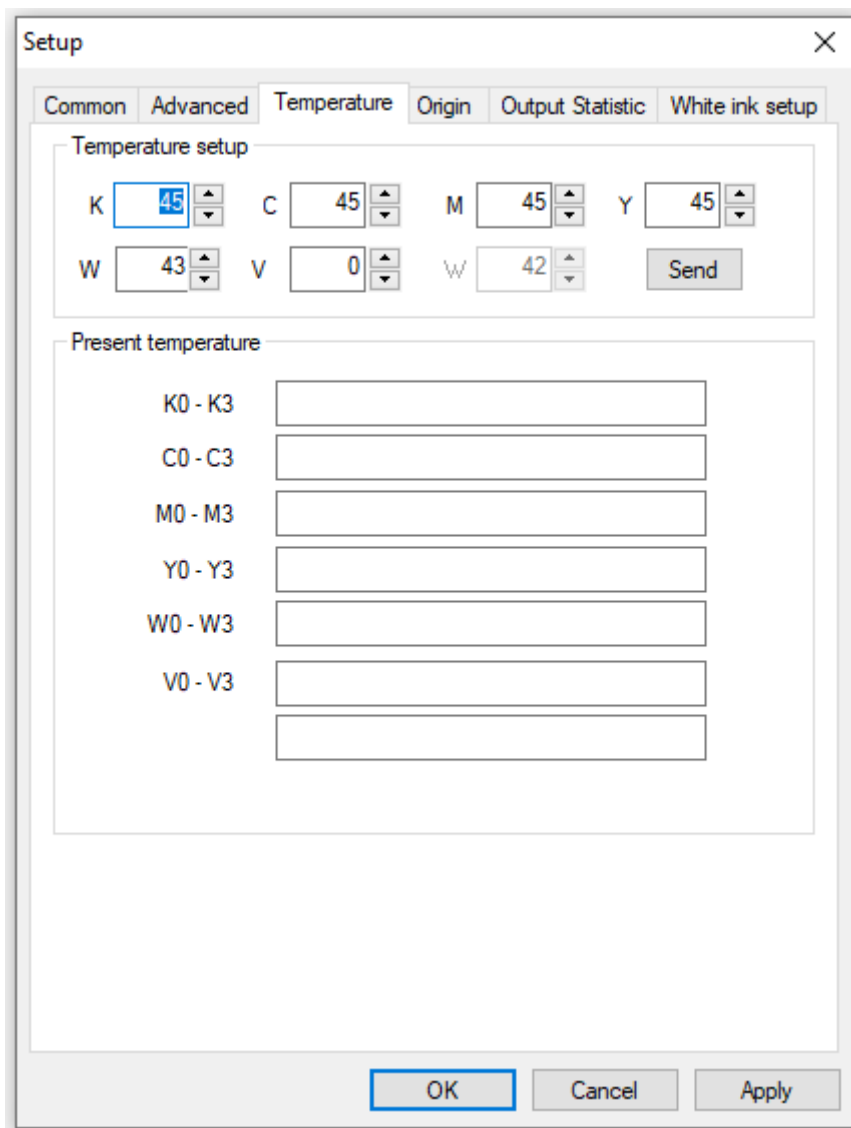 Setup
Common Advanced Temperature Origin Output Statistic White ink setup
Temperature setup
K 45 C 45 M 45 Y 45
W 43 V 0 W 42 Send
Present temperature
K0 - K3
C0 - C3
M0 - M3
Y0 - Y3
W0 - W3
V0 - V3
OK Cancel Apply